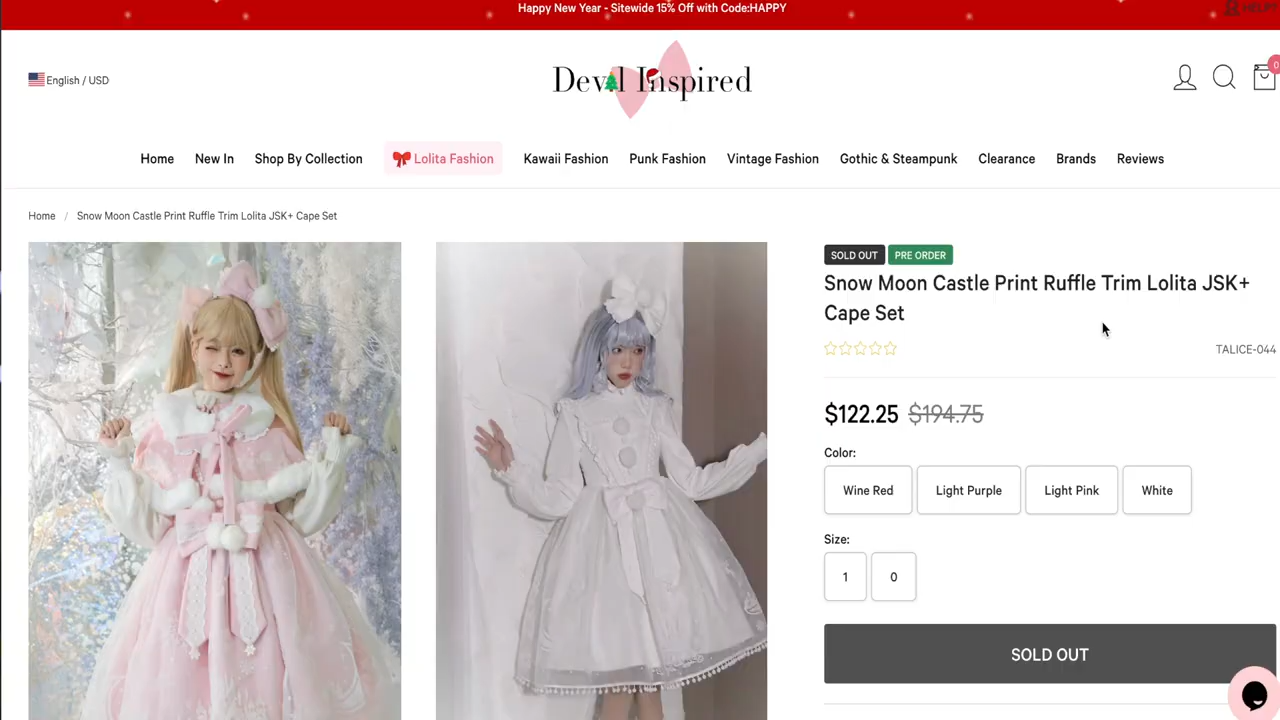 Happy New Year - Sitewide 15% Off with Code:HAPPY
HELP!
English / USD
Devil Inspired
0
Home New In Shop By Collection Lolita Fashion Kawaii Fashion Punk Fashion Vintage Fashion Gothic & Steampunk Clearance Brands Reviews
Home / Snow Moon Castle Print Ruffle Trim Lolita JSK+ Cape Set
SOLD OUT PRE ORDER
Snow Moon Castle Print Ruffle Trim Lolita JSK+
Cape Set
TALICE-044
$122.25 $194.75
Color:
Wine Red Light Purple Light Pink White
Size:
1 0
SOLD OUT